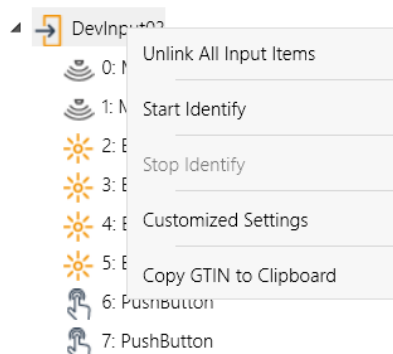 DevInput02
Unlink All Input Items
0:
1:
Start Identify
2:
Stop Identify
3:
4:
Customized Settings
5:
Copy GTIN to Clipboard
6: PushButton
7: PushButton